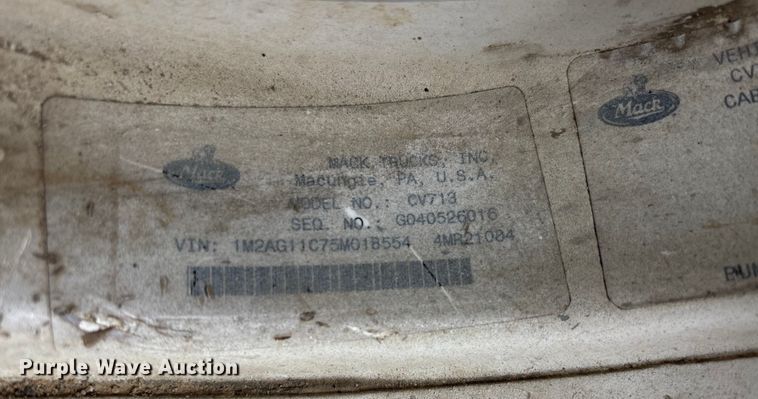 Mack
MACK TRUCKS, INC.
Macungie, PA, U.S.A.
MODEL NO.: CV713
SEQ. NO.: G040526016
VIN: 1M2AG11C75M018554 4MR21084
Mack
VEHI
CV
CAB
BUM
Purple Wave Auction